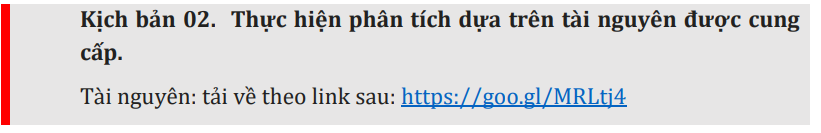 Kịch bản 02. Thực hiện phân tích dựa trên tài nguyên được cung
cấp.
Tài nguyên: tải về theo link sau: https://goo.gl/MRLtj4